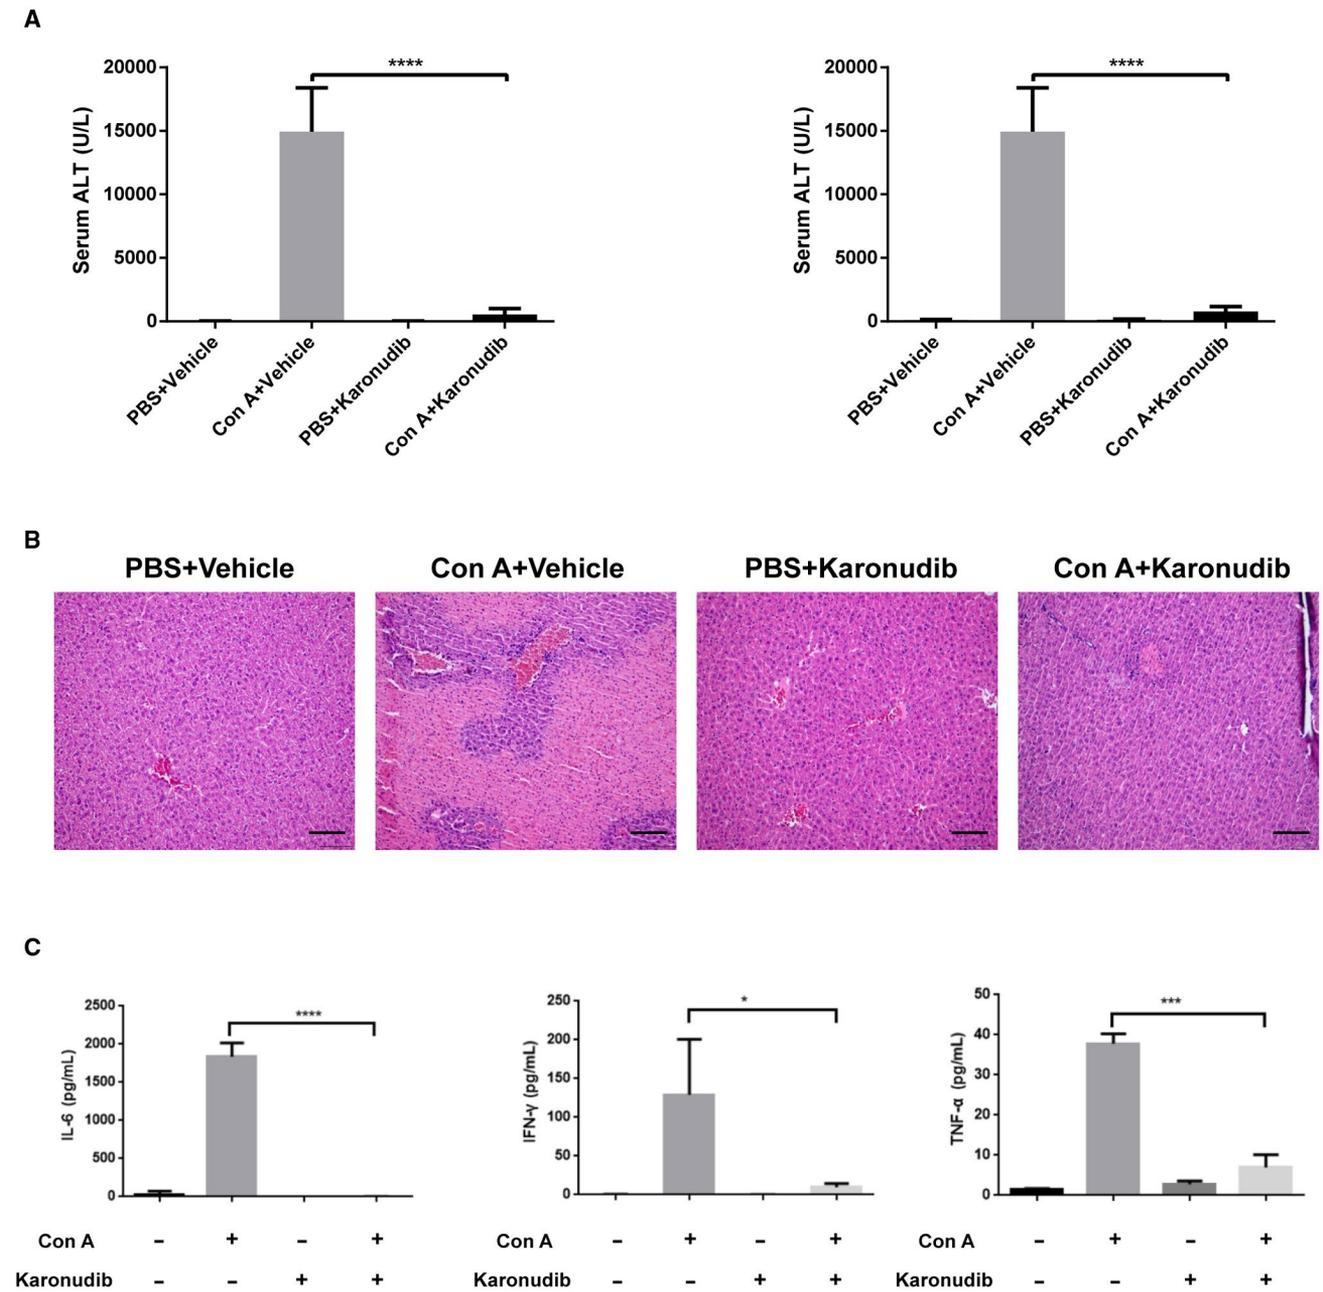 A
Serum ALT (U/L)
20000
15000
10000
5000
0
****
PBS+Vehicle
Con A+Vehicle
PBS+Karonudib
Con A+Karonudib
Serum ALT (U/L)
20000
15000
10000
5000
0
****
PBS+Vehicle
Con A+Vehicle
PBS+Karonudib
Con A+Karonudib
B
PBS+Vehicle
Con A+Vehicle
PBS+Karonudib
Con A+Karonudib
C
IL-6 (pg/mL)
2500
2000
1500
1000
500
0
****
Con A – + – +
Karonudib – – + +
IFN-γ (pg/mL)
250
200
150
100
50
0
*
Con A – + – +
Karonudib – – + +
TNF-α (pg/mL)
50
40
30
20
10
0
***
Con A – + – +
Karonudib – – + +